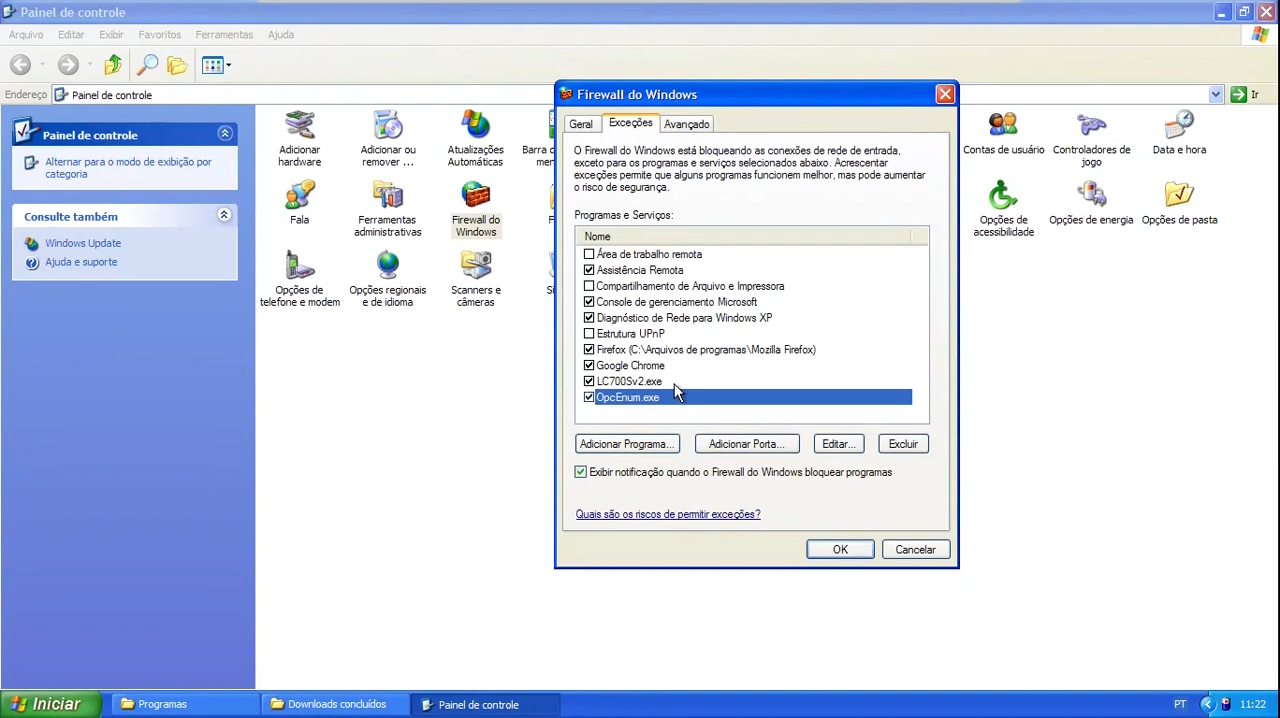 Painel de controle
Arquivo Editar Exibir Favoritos Ferramentas Ajuda
Endereço Painel de controle Ir
Painel de controle
Alternar para o modo de exibição por
categoria
Consulte também
Windows Update
Ajuda e suporte
Adicionar
hardware
Adicionar ou
remover ...
Atualizações
Automáticas
Barra de
Contas de usuário
Controladores de
jogo
Data e hora
Fala
Ferramentas
administrativas
Firewall do
Windows
Opções de
acessibilidade
Opções de energia
Opções de pasta
Opções de
telefone e modem
Opções regionais
e de idioma
Scanners e
câmeras
Firewall do Windows
Geral Exceções Avançado
O Firewall do Windows está bloqueando as conexões de rede de entrada,
exceto para os programas e serviços selecionados abaixo. Acrescentar
exceções permite que alguns programas funcionem melhor, mas pode aumentar
o risco de segurança.
Programas e Serviços:
Nome
Área de trabalho remota
Assistência Remota
Compartilhamento de Arquivo e Impressora
Console de gerenciamento Microsoft
Diagnóstico de Rede para Windows XP
Estrutura UPnP
Firefox (C:\Arquivos de programas\Mozilla Firefox)
Google Chrome
LC700Sv2.exe
OpcEnum.exe
Adicionar Programa... Adicionar Porta... Editar... Excluir
Exibir notificação quando o Firewall do Windows bloquear programas
Quais são os riscos de permitir exceções?
OK Cancelar
Iniciar Programas Downloads concluídos Painel de controle PT 11:22